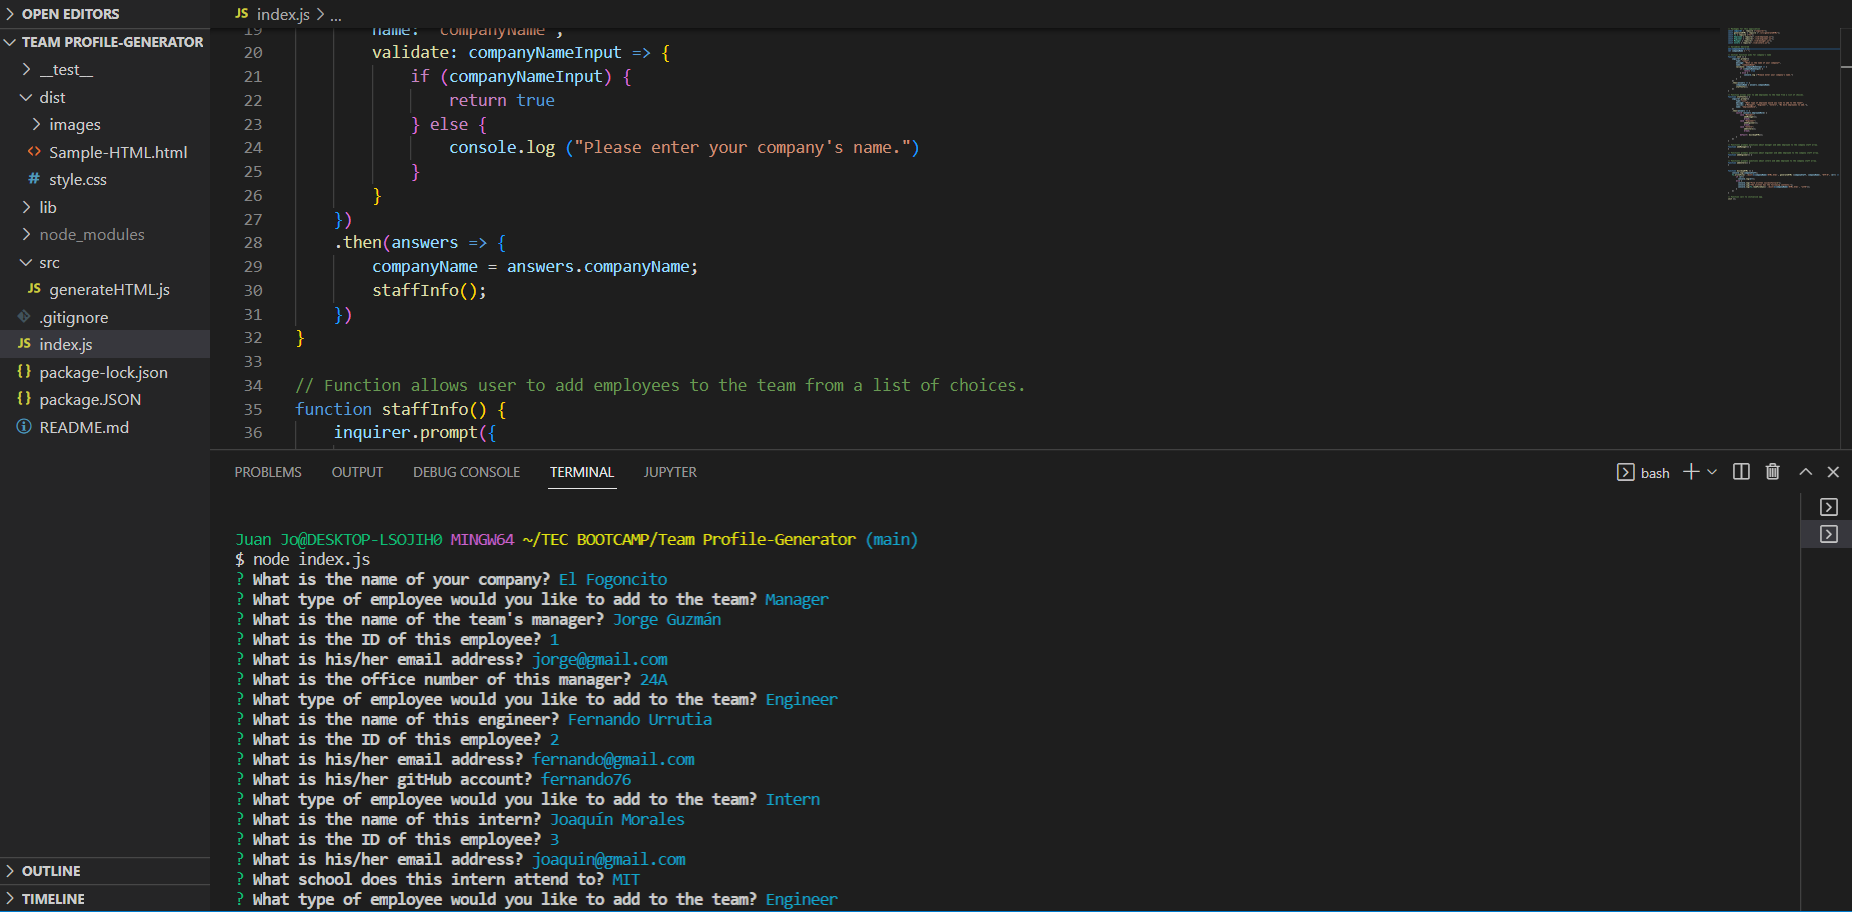 OPEN EDITORS
TEAM PROFILE-GENERATOR
__test__
dist
images
<> Sample-HTML.html
# style.css
lib
node_modules
src
JS generateHTML.js
.gitignore
JS index.js
{} package-lock.json
{} package.JSON
README.md
OUTLINE
TIMELINE
JS index.js > ...
19 name: "companyName",
20 validate: companyNameInput => {
21 if (companyNameInput) {
22 return true
23 } else {
24 console.log ("Please enter your company's name.")
25 }
26 }
27 })
28 .then(answers => {
29 companyName = answers.companyName;
30 staffInfo();
31 })
32 }
33
34 // Function allows user to add employees to the team from a list of choices.
35 function staffInfo() {
36 inquirer.prompt({
PROBLEMS OUTPUT DEBUG CONSOLE TERMINAL JUPYTER
bash
Juan Jo@DESKTOP-LSOJIH0 MINGW64 ~/TEC BOOTCAMP/Team Profile-Generator (main)
$ node index.js
? What is the name of your company? El Fogoncito
? What type of employee would you like to add to the team? Manager
? What is the name of the team's manager? Jorge Guzmán
? What is the ID of this employee? 1
? What is his/her email address? jorge@gmail.com
? What is the office number of this manager? 24A
? What type of employee would you like to add to the team? Engineer
? What is the name of this engineer? Fernando Urrutia
? What is the ID of this employee? 2
? What is his/her email address? fernando@gmail.com
? What is his/her gitHub account? fernando76
? What type of employee would you like to add to the team? Intern
? What is the name of this intern? Joaquín Morales
? What is the ID of this employee? 3
? What is his/her email address? joaquin@gmail.com
? What school does this intern attend to? MIT
? What type of employee would you like to add to the team? Engineer